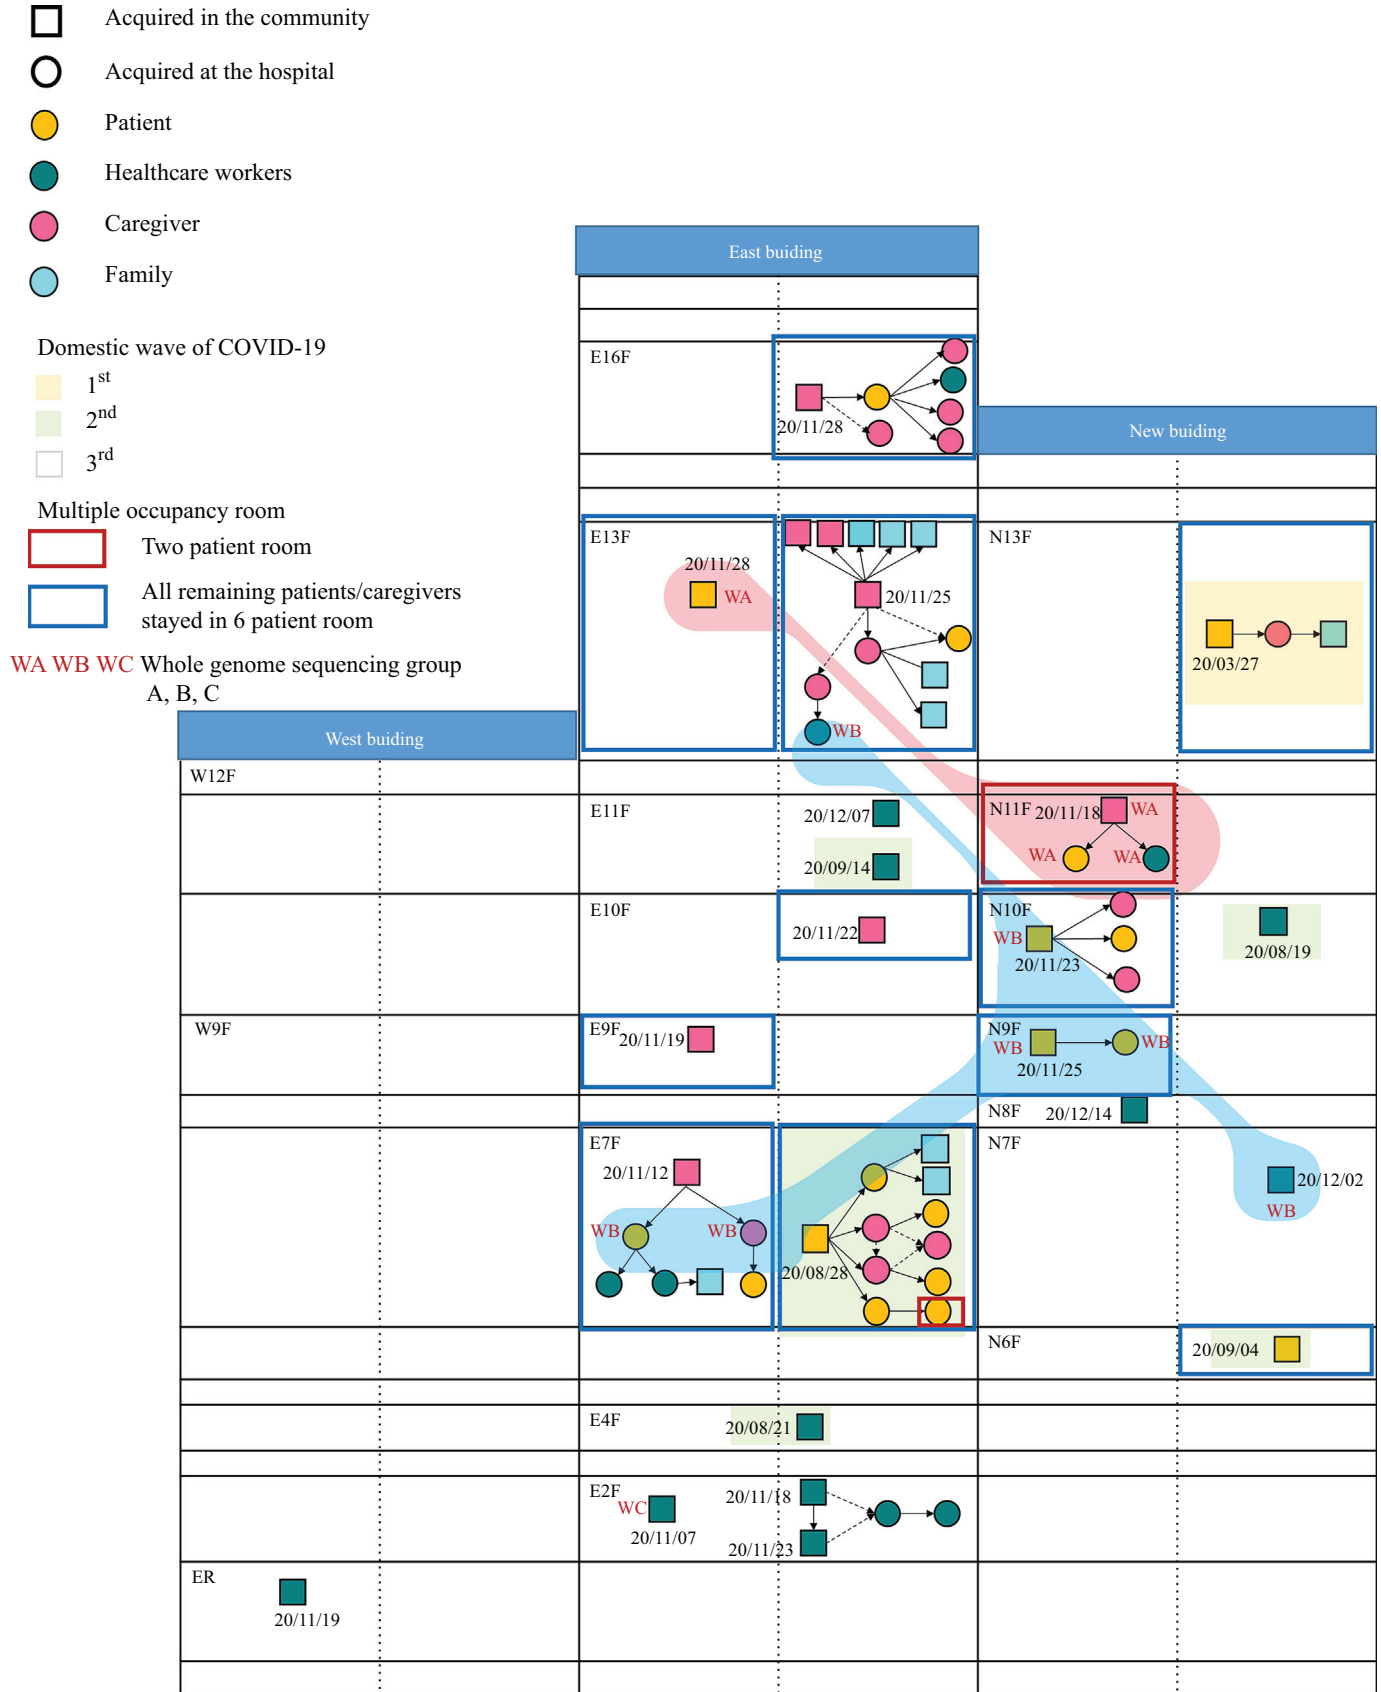 Acquired in the community
Acquired at the hospital
Patient
Healthcare workers
Caregiver
Family
Domestic wave of COVID-19
1st
2nd
3rd
Multiple occupancy room
Two patient room
All remaining patients/caregivers
stayed in 6 patient room
WA WB WC Whole genome sequencing group
A, B, C
East buiding
New buiding
West buiding
E16F
20/11/28
E13F
20/11/28
WA
20/11/25
WB
N13F
20/03/27
W12F
E11F
20/12/07
20/09/14
N11F 20/11/18 WA
WA
WA
E10F
20/11/22
N10F
WB
20/11/23
20/08/19
W9F
E9F 20/11/19
N9F
WB
WB
20/11/25
N8F 20/12/14
E7F
20/11/12
WB
WB
20/08/28
N7F
20/12/02
WB
N6F
20/09/04
E4F
20/08/21
E2F
WC
20/11/07
20/11/18
20/11/23
ER
20/11/19